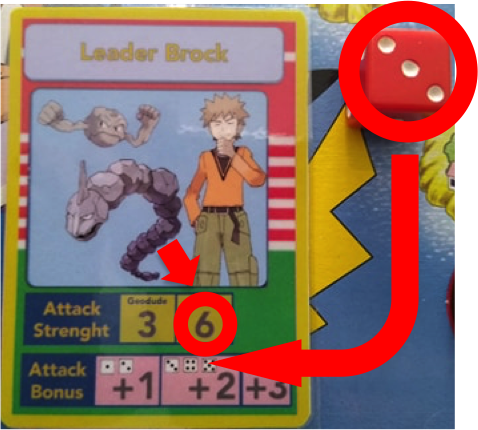 Leader Brock
Attack Strenght
Geodude
3
6
Attack Bonus
+1
+2
+3